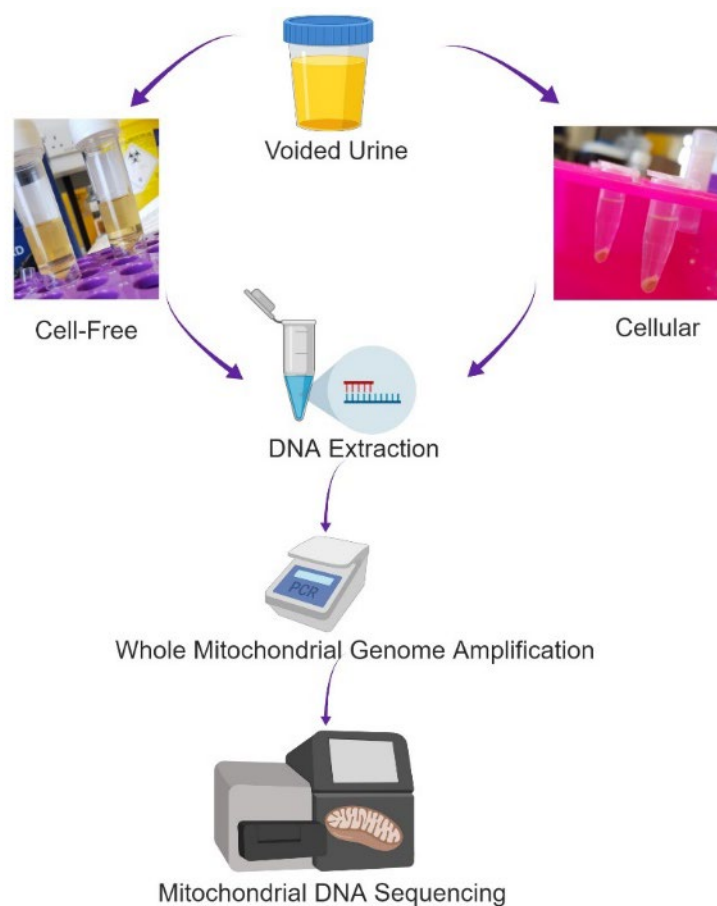 Voided Urine
Cell-Free
Cellular
DNA Extraction
PCR
Whole Mitochondrial Genome Amplification
Mitochondrial DNA Sequencing